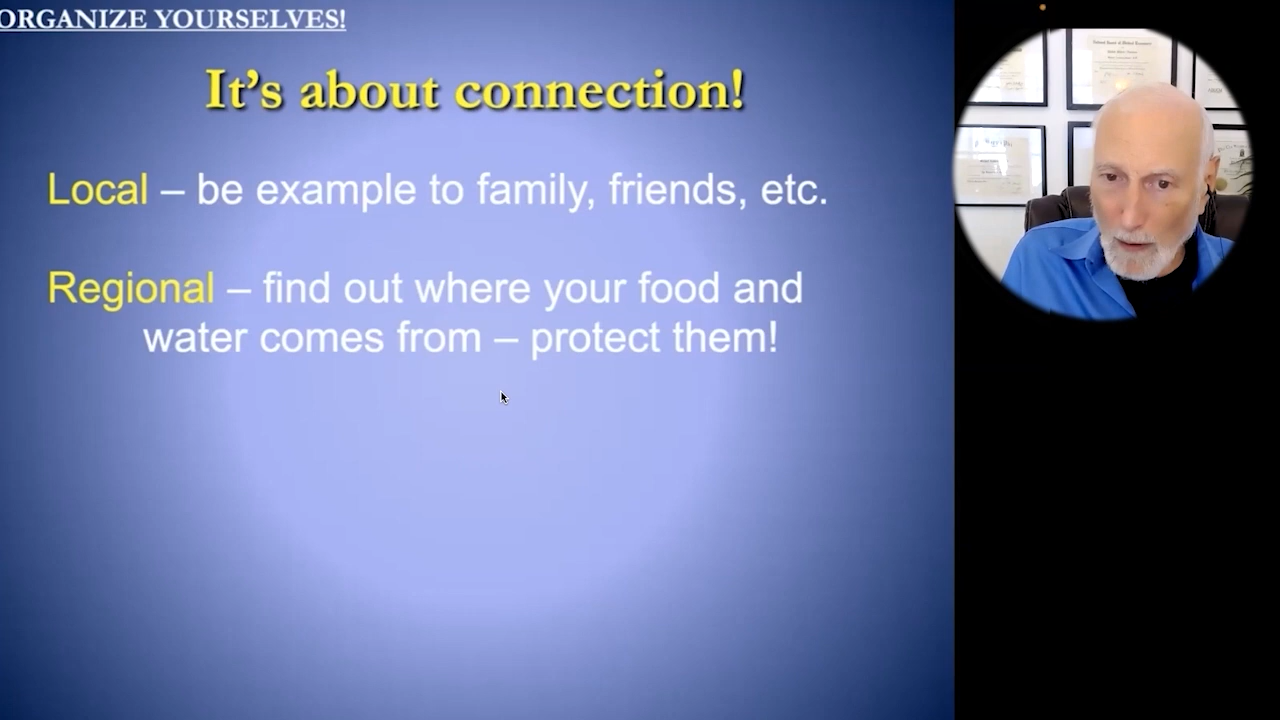 ORGANIZE YOURSELVES!
It's about connection!
Local – be example to family, friends, etc.
Regional – find out where your food and
water comes from – protect them!